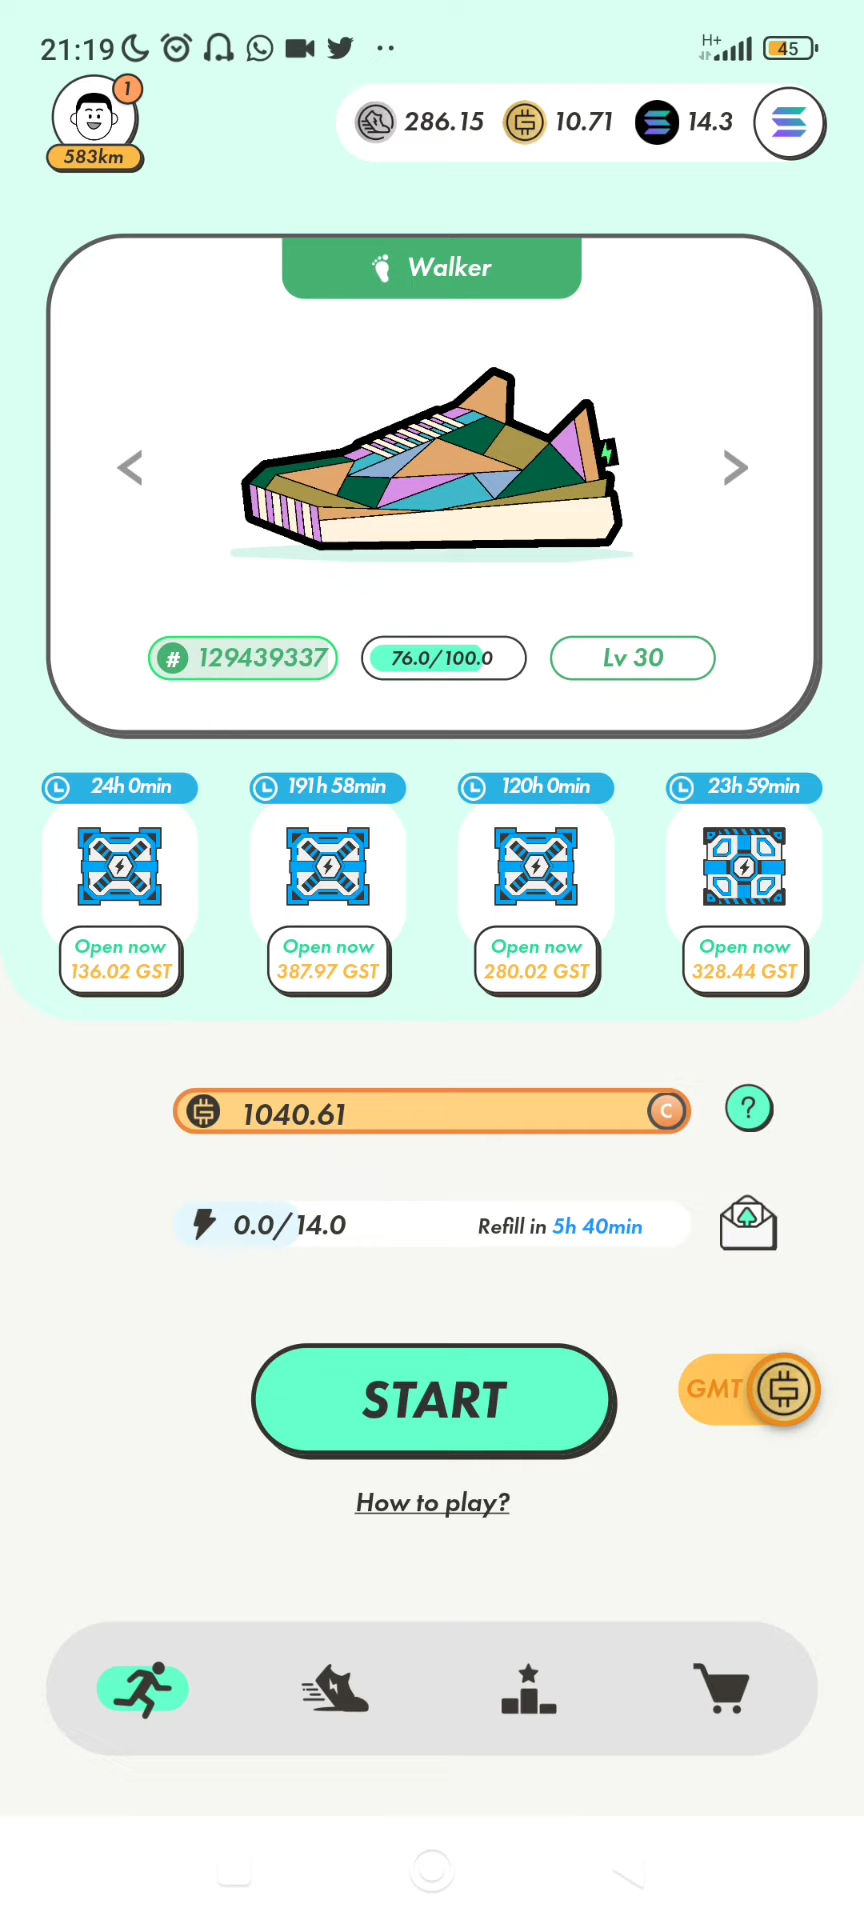 21:19
H+
45
1
583km
286.15
10.71
14.3
Walker
# 129439337
76.0/100.0
Lv 30
24h 0min
191h 58min
120h 0min
23h 59min
Open now
136.02 GST
Open now
387.97 GST
Open now
280.02 GST
Open now
328.44 GST
1040.61
C
?
0.0/14.0
Refill in 5h 40min
START
GMT
How to play?